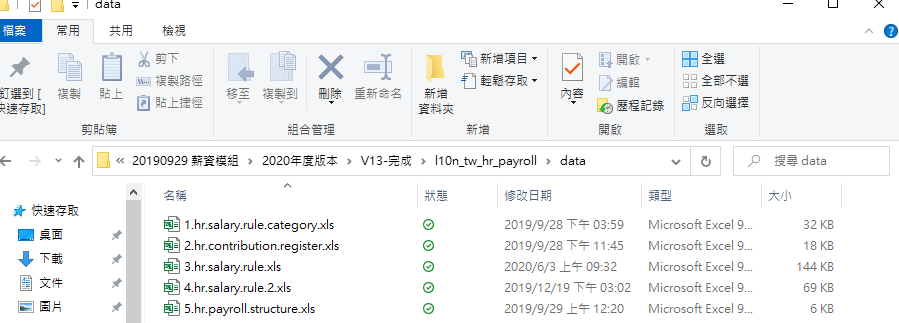 data
檔案 常用 共用 檢視
釘選到 [
快速存取]
複製
貼上
剪下
複製路徑
貼上捷徑
剪貼簿
移至
複製到
刪除
重新命名
組合管理
新增
資料夾
新增項目
輕鬆存取
新增
內容
開啟
編輯
歷程記錄
開啟
全選
全部不選
反向選擇
選取
« 20190929 薪資模組 > 2020年度版本 > V13-完成 > l10n_tw_hr_payroll > data
搜尋 data
快速存取
桌面
下載
文件
圖片
名稱 狀態 修改日期 類型 大小
1.hr.salary.rule.category.xls 2019/9/28 下午 03:59 Microsoft Excel 9... 32 KB
2.hr.contribution.register.xls 2019/9/28 下午 11:45 Microsoft Excel 9... 18 KB
3.hr.salary.rule.xls 2020/6/3 上午 09:32 Microsoft Excel 9... 144 KB
4.hr.salary.rule.2.xls 2019/12/19 下午 03:02 Microsoft Excel 9... 69 KB
5.hr.payroll.structure.xls 2019/9/29 上午 12:20 Microsoft Excel 9... 6 KB